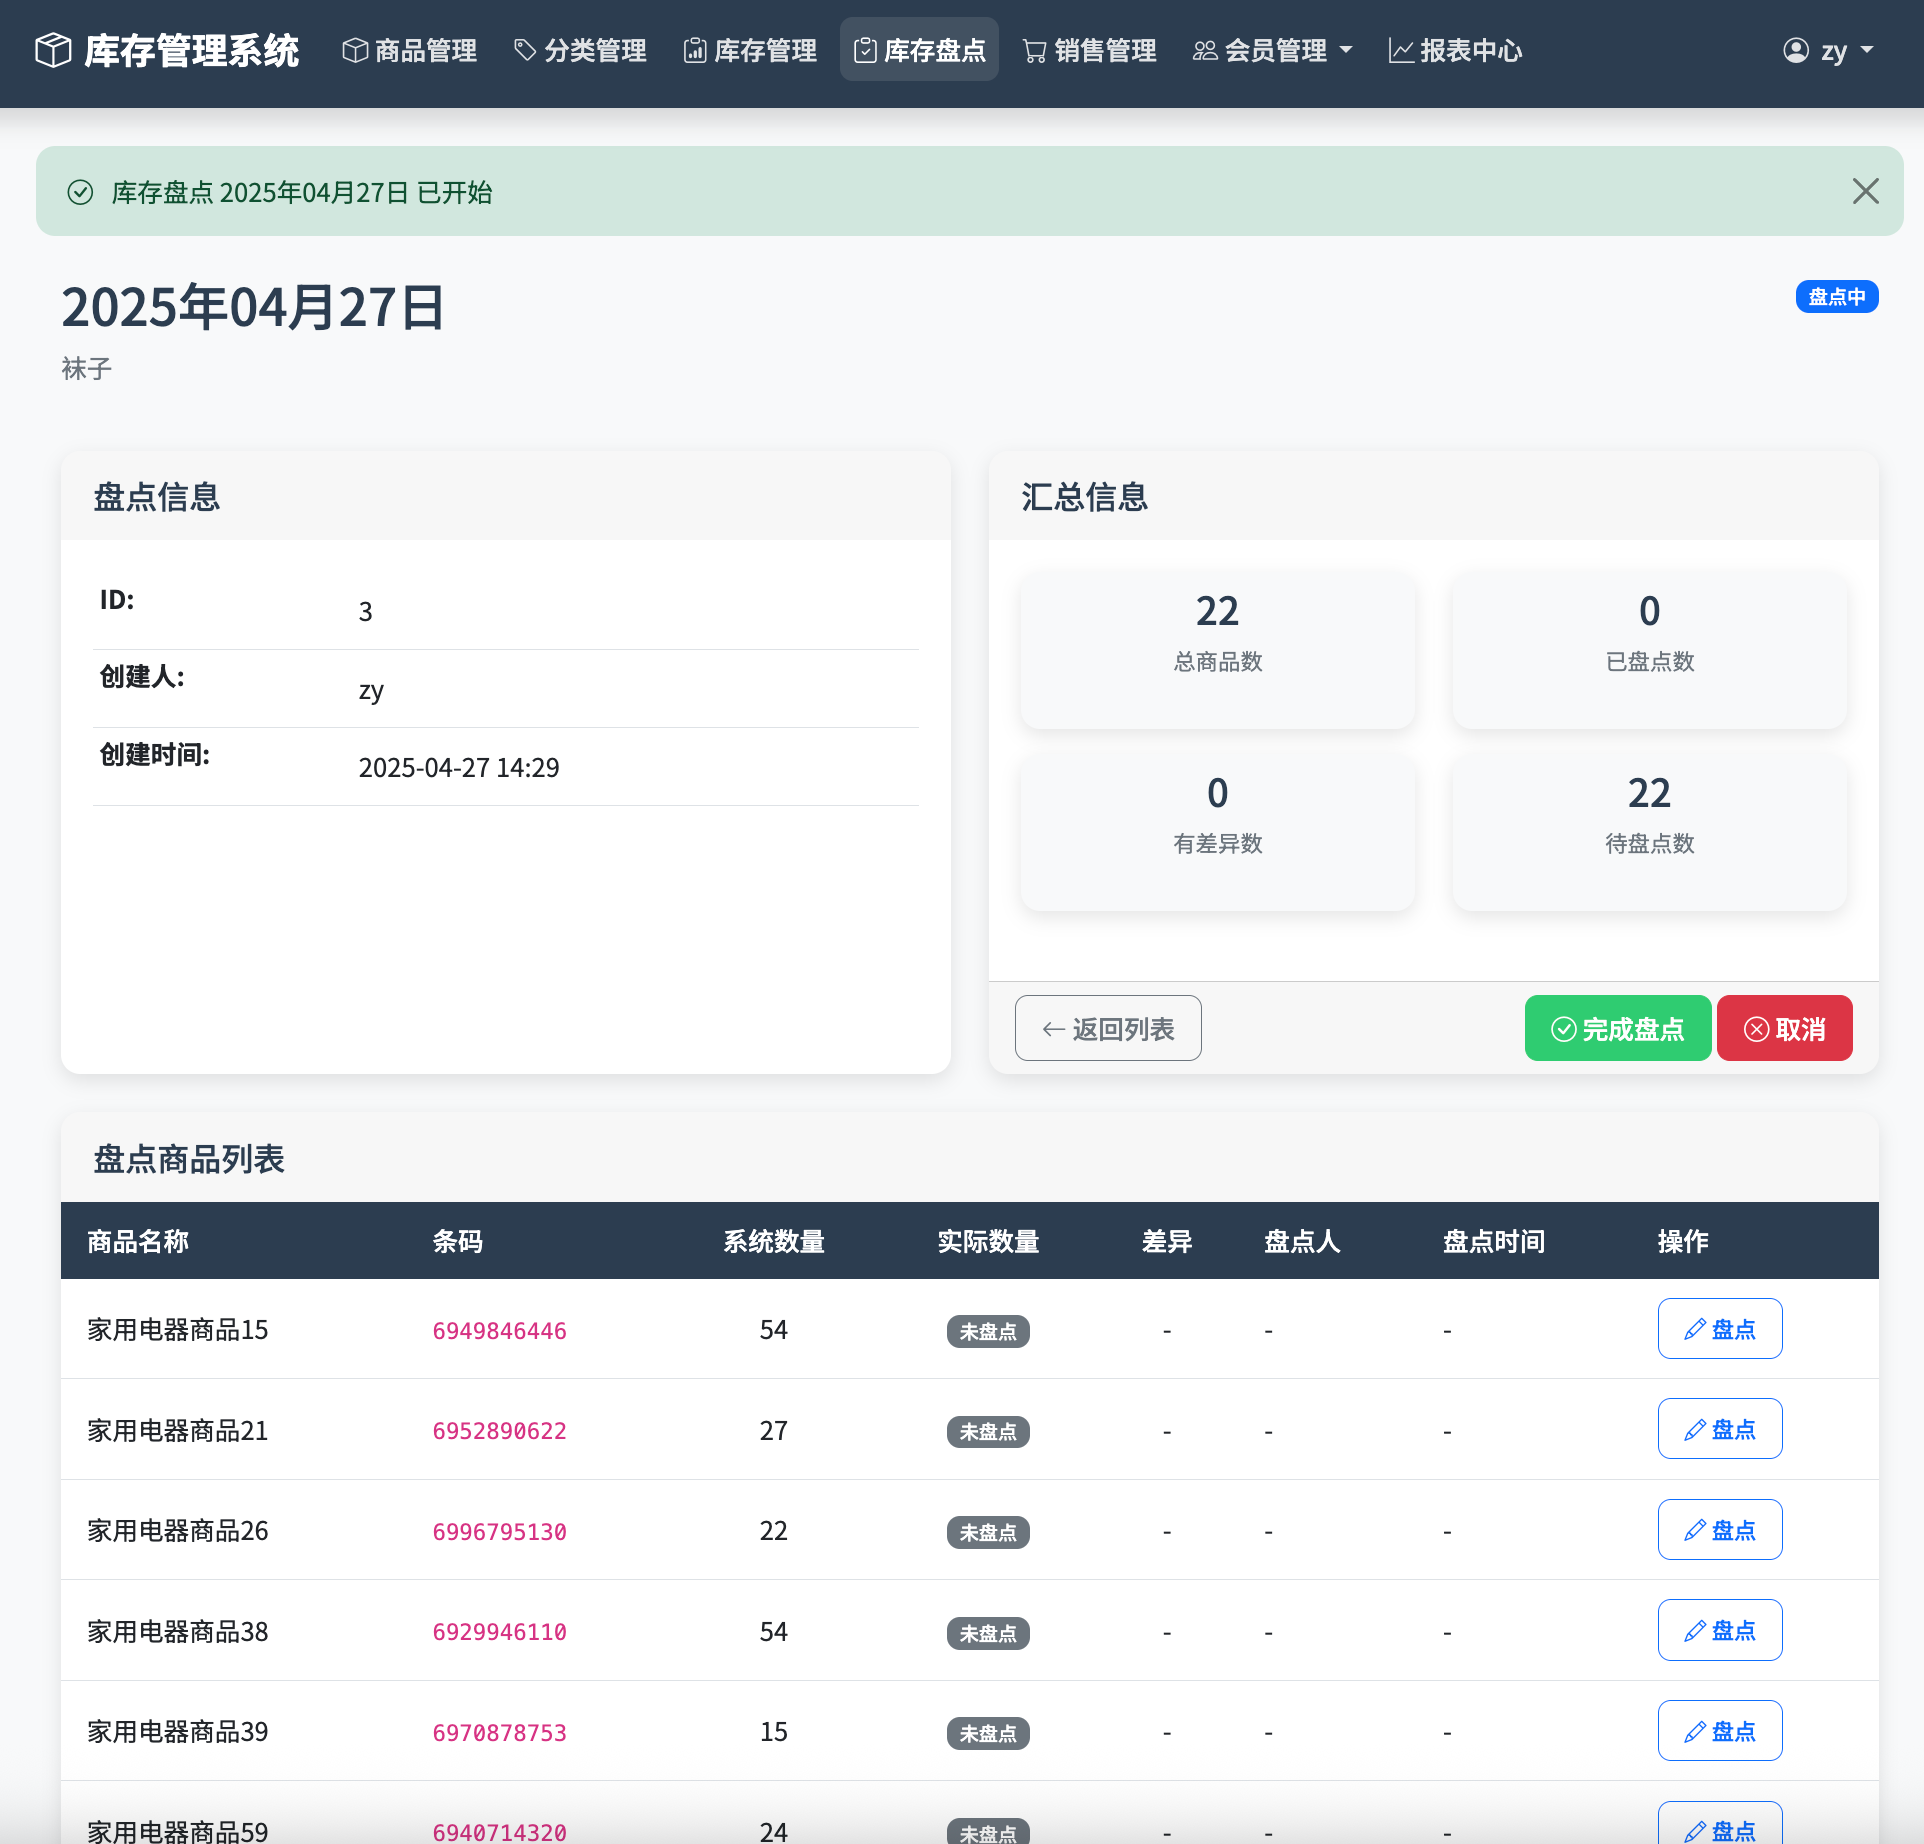 库存管理系统 商品管理 分类管理 库存管理 库存盘点 销售管理 会员管理 报表中心 zy
库存盘点 2025年04月27日 已开始
2025年04月27日 盘点中
袜子
盘点信息
ID: 3
创建人: zy
创建时间: 2025-04-27 14:29
汇总信息
22 0
总商品数 已盘点数
0 22
有差异数 待盘点数
返回列表 完成盘点 取消
盘点商品列表
商品名称 条码 系统数量 实际数量 差异 盘点人 盘点时间 操作
家用电器商品15 6949846446 54 未盘点 - - - 盘点
家用电器商品21 6952890622 27 未盘点 - - - 盘点
家用电器商品26 6996795130 22 未盘点 - - - 盘点
家用电器商品38 6929946110 54 未盘点 - - - 盘点
家用电器商品39 6970878753 15 未盘点 - - - 盘点
家用电器商品59 6940714320 24 未盘点 - - - 盘点